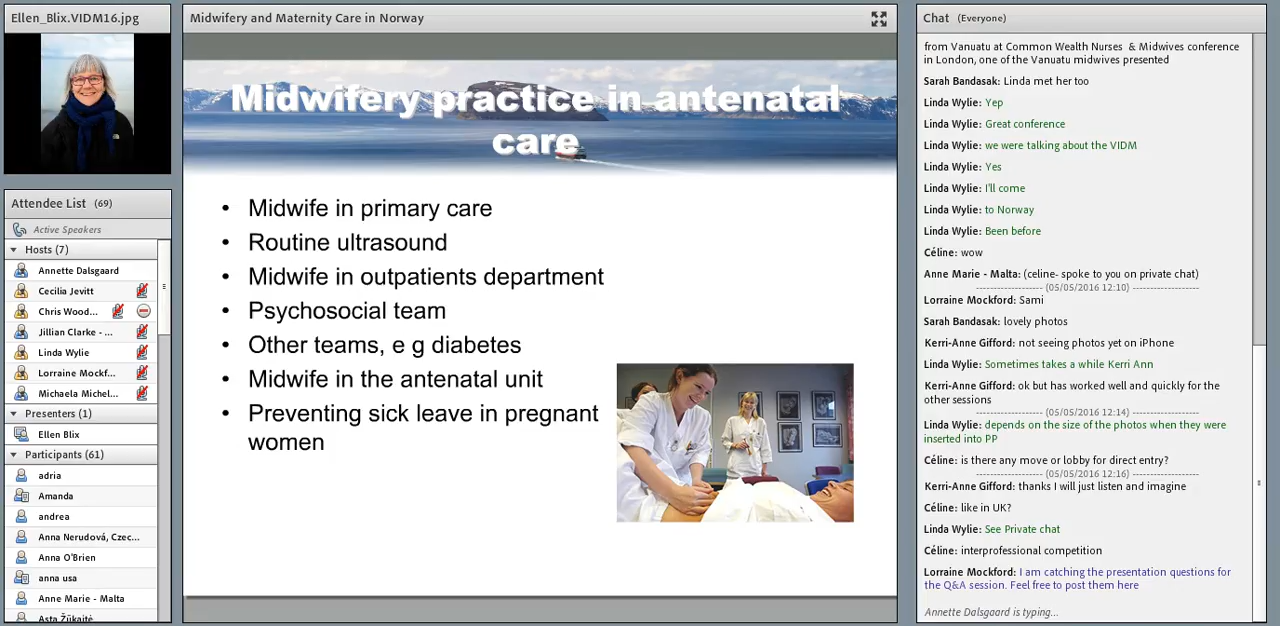 Ellen_Blix.VIDM16.jpg
Attendee List (69)
Active Speakers
Hosts (7)
Annette Dalsgaard
Cecilia Jevitt
Chris Wood...
Jillian Clarke - ...
Linda Wylie
Lorraine Mockf...
Michaela Michel...
Presenters (1)
Ellen Blix
Participants (61)
adria
Amanda
andrea
Anna Nerudová, Czec...
Anna O'Brien
anna usa
Anne Marie - Malta
Asta Žūkaitė
Midwifery and Maternity Care in Norway
Midwifery practice in antenatal
care
• Midwife in primary care
• Routine ultrasound
• Midwife in outpatients department
• Psychosocial team
• Other teams, e g diabetes
• Midwife in the antenatal unit
• Preventing sick leave in pregnant
women
Chat (Everyone)
from Vanuatu at Common Wealth Nurses & Midwives conference
in London, one of the Vanuatu midwives presented
Sarah Bandasak: Linda met her too
Linda Wylie: Yep
Linda Wylie: Great conference
Linda Wylie: we were talking about the VIDM
Linda Wylie: Yes
Linda Wylie: I'll come
Linda Wylie: to Norway
Linda Wylie: Been before
Céline: wow
Anne Marie - Malta: (celine- spoke to you on private chat)
------------------ (05/05/2016 12:10) ------------------
Lorraine Mockford: Sami
Sarah Bandasak: lovely photos
Kerri-Anne Gifford: not seeing photos yet on iPhone
Linda Wylie: Sometimes takes a while Kerri Ann
Kerri-Anne Gifford: ok but has worked well and quickly for the
other sessions
------------------ (05/05/2016 12:14) ------------------
Linda Wylie: depends on the size of the photos when they were
inserted into PP
Céline: is there any move or lobby for direct entry?
------------------ (05/05/2016 12:16) ------------------
Kerri-Anne Gifford: thanks I will just listen and imagine
Céline: like in UK?
Linda Wylie: See Private chat
Céline: interprofessional competition
Lorraine Mockford: I am catching the presentation questions for
the Q&A session. Feel free to post them here
Annette Dalsgaard is typing...